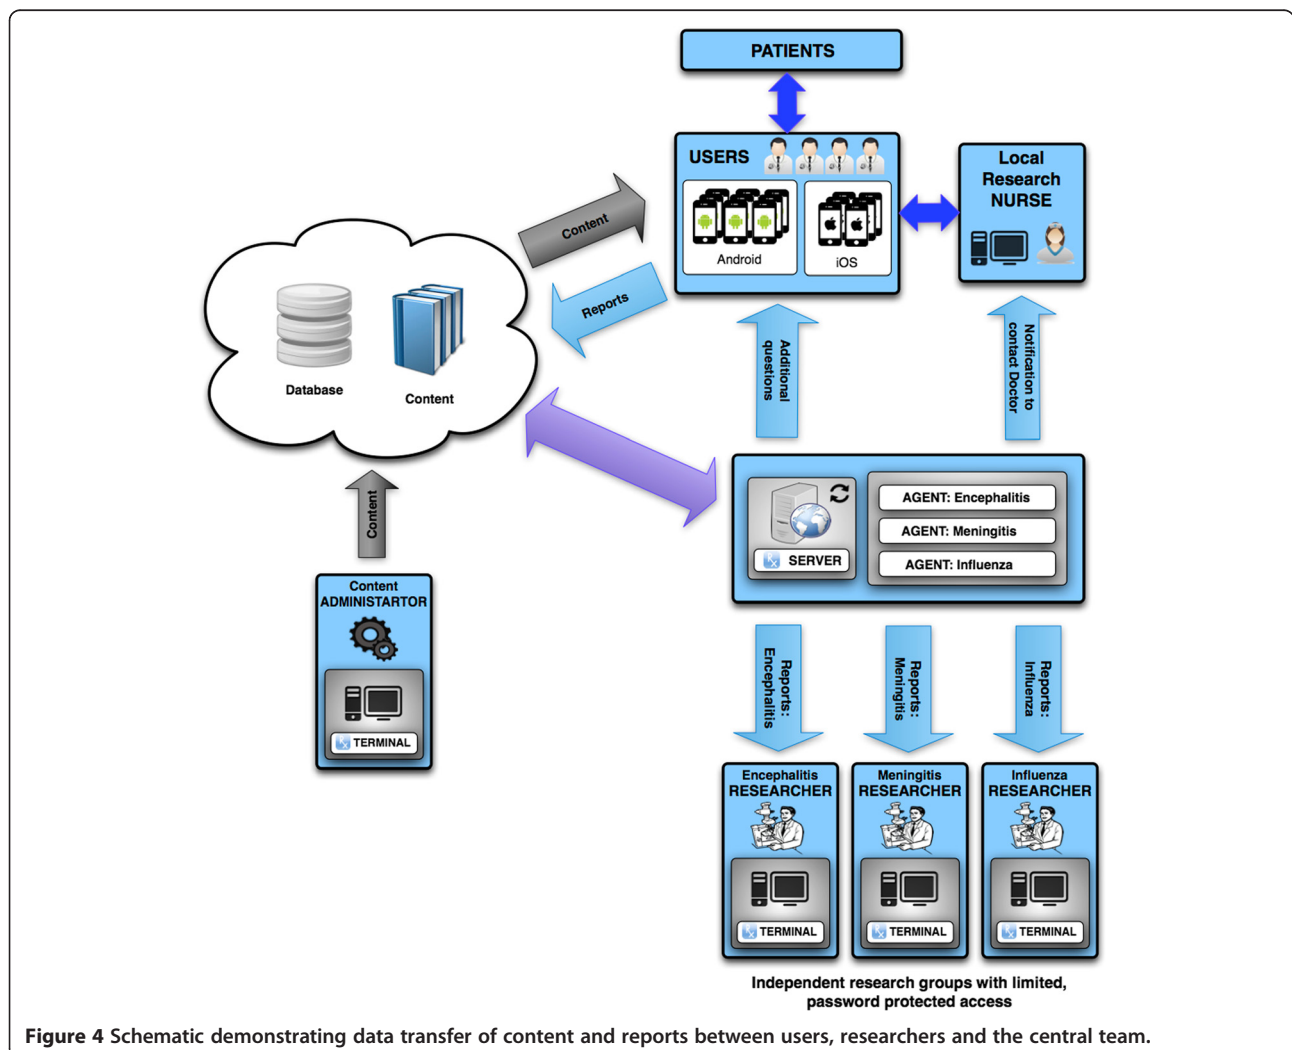 PATIENTS
USERS
Android
iOS
Local
Research
NURSE
Content
Reports
Database
Content
Additional
questions
Notification to
contact Doctor
SERVER
AGENT: Encephalitis
AGENT: Meningitis
AGENT: Influenza
Content
Content
ADMINISTARTOR
TERMINAL
Reports:
Encephalitis
Reports:
Meningitis
Reports:
Influenza
Encephalitis
RESEARCHER
TERMINAL
Meningitis
RESEARCHER
TERMINAL
Influenza
RESEARCHER
TERMINAL
Independent research groups with limited,
password protected access
Figure 4 Schematic demonstrating data transfer of content and reports between users, researchers and the central team.